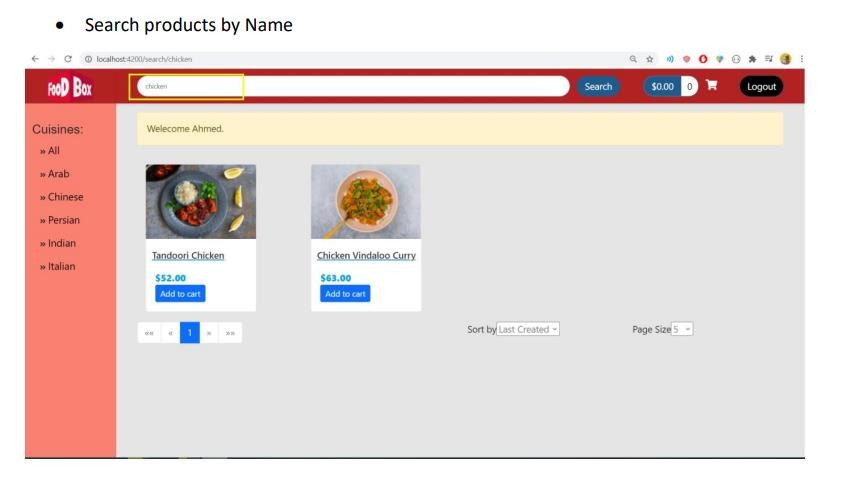 • Search products by Name
localhost:4200/search/chicken
FooD Box
chicken
Search
$0.00 0
Logout
Cuisines:
» All
» Arab
» Chinese
» Persian
» Indian
» Italian
Welecome Ahmed.
Tandoori Chicken
$52.00
Add to cart
Chicken Vindaloo Curry
$63.00
Add to cart
«« « 1 » »»
Sort by Last Created
Page Size 5